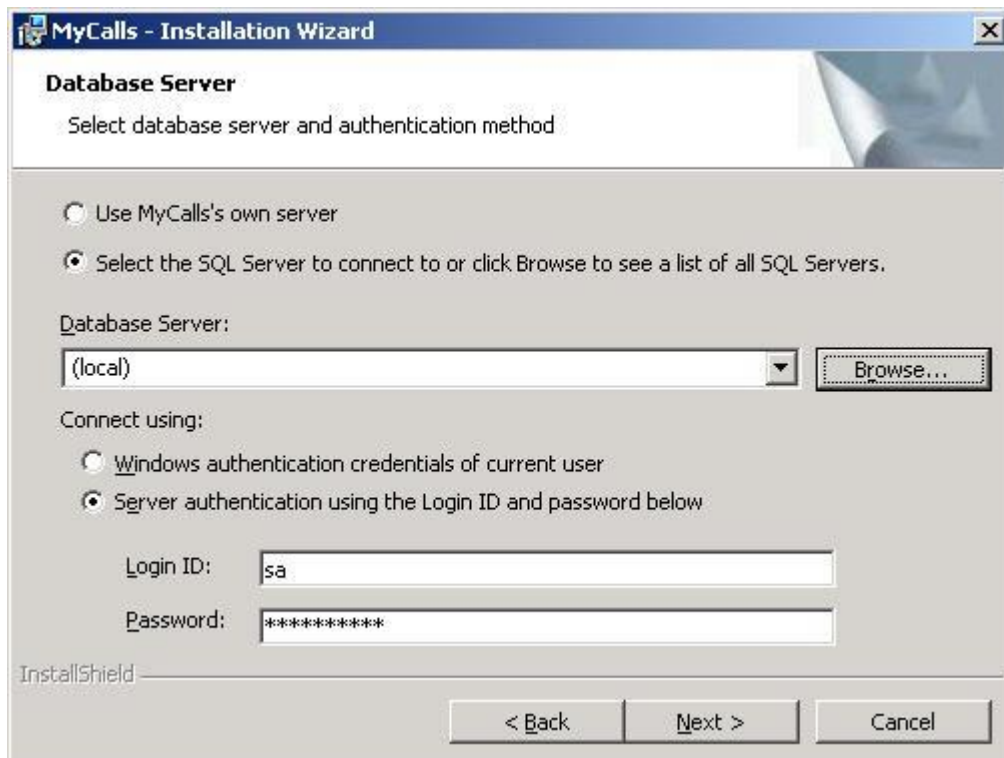 MyCalls - Installation Wizard
Database Server
Select database server and authentication method
Use MyCalls's own server
Select the SQL Server to connect to or click Browse to see a list of all SQL Servers.
Database Server:
(local)
Browse...
Connect using:
Windows authentication credentials of current user
Server authentication using the Login ID and password below
Login ID:
sa
Password:
**********
InstallShield
< Back
Next >
Cancel